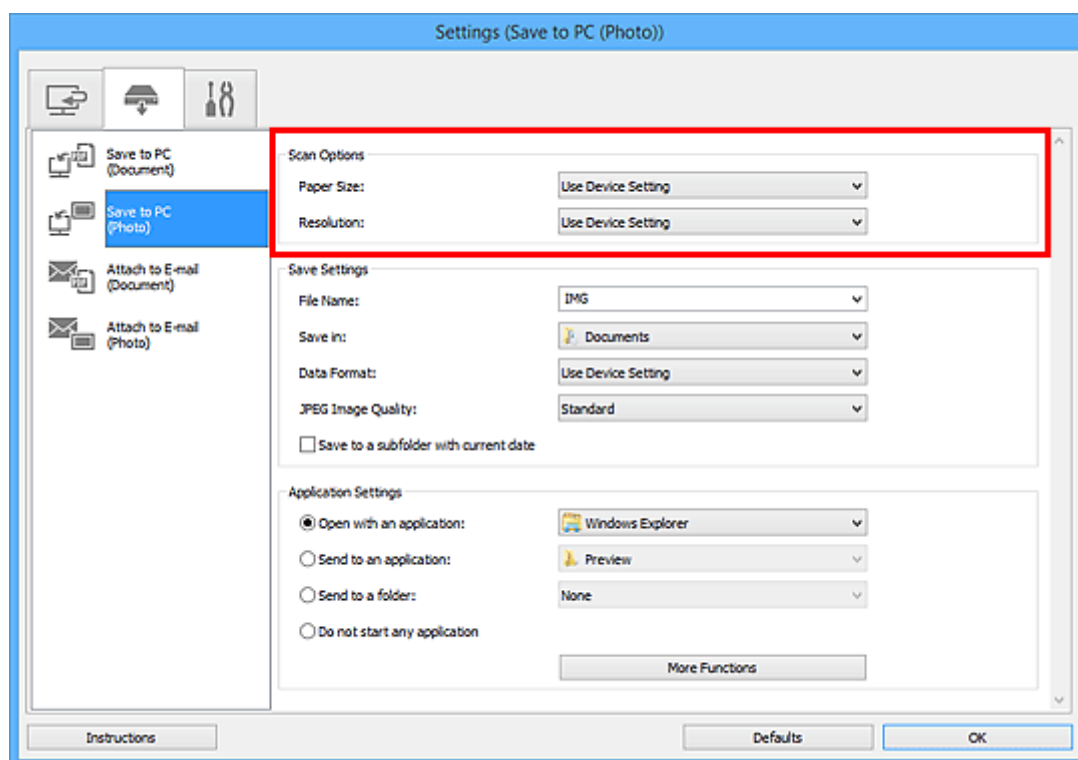 Settings (Save to PC (Photo))
Save to PC
(Document)
Save to PC
(Photo)
Attach to E-mail
(Document)
Attach to E-mail
(Photo)
Scan Options
Paper Size: Use Device Setting
Resolution: Use Device Setting
Save Settings
File Name: IMG
Save in: Documents
Data Format: Use Device Setting
JPEG Image Quality: Standard
Save to a subfolder with current date
Application Settings
Open with an application: Windows Explorer
Send to an application: Preview
Send to a folder: None
Do not start any application
More Functions
Instructions Defaults OK